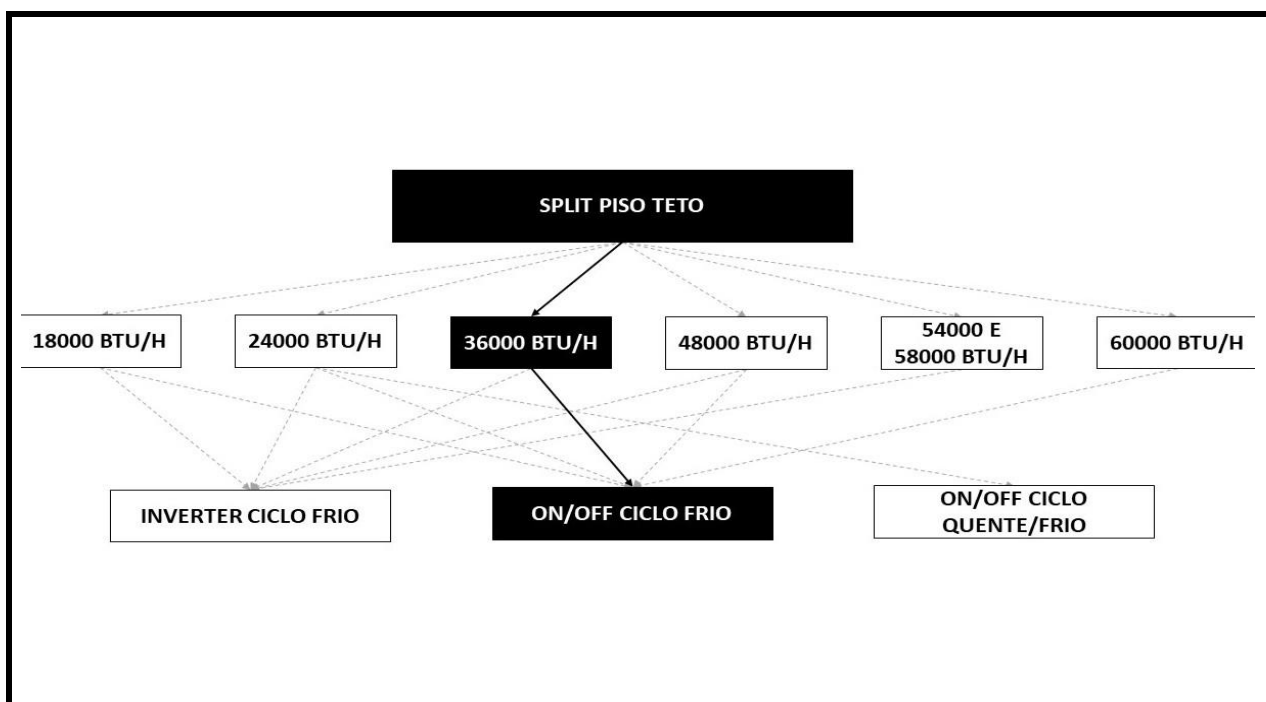 SPLIT PISO TETO
18000 BTU/H
24000 BTU/H
36000 BTU/H
48000 BTU/H
54000 E
58000 BTU/H
60000 BTU/H
INVERTER CICLO FRIO
ON/OFF CICLO FRIO
ON/OFF CICLO
QUENTE/FRIO